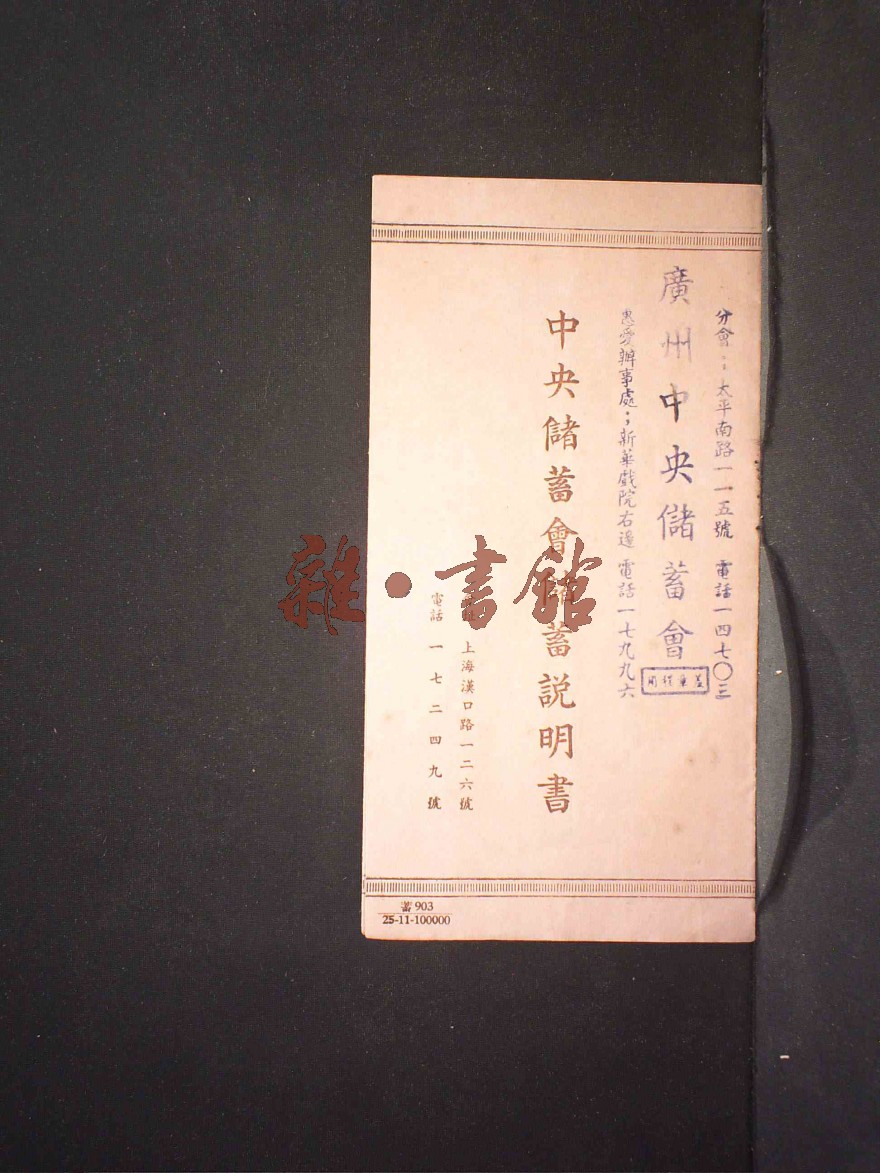 分會：太平南路一一五號 電話一四七〇三
廣州中央儲蓄會
惠愛辦事處：新華戲院右邊 電話一七九九六
中央儲蓄會儲蓄說明書
上海漢口路一二六號
電話 一七二四九號
蓄903
25-11-100000
雜·書館